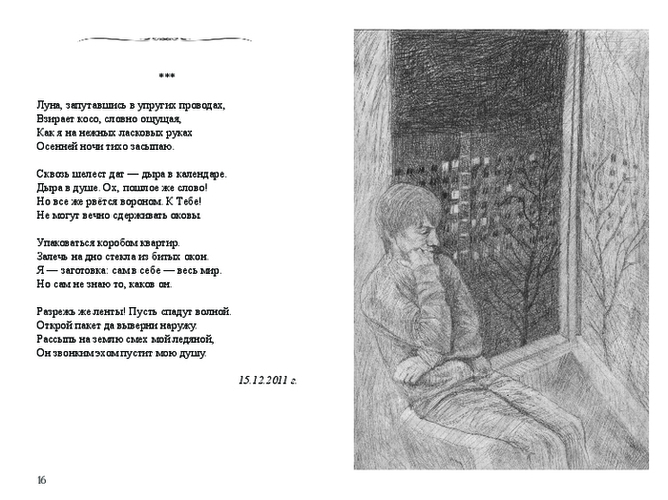 ***
Луна, запутавшись в упругих проводах,
Взирает косо, словно ощущая,
Как я на нежных ласковых руках
Осенней ночи тихо засыпаю.
Сквозь шелест дат — дыра в календаре.
Дыра в душе. Ох, пошлое же слово!
Но все же рвётся вороном. К Тебе!
Не могут вечно сдерживать оковы.
Упаковаться коробом квартир.
Залечь на дно стекла из битых окон.
Я — заготовка: сам в себе — весь мир.
Но сам не знаю то, каков он.
Разрежь же ленты! Пусть спадут волной.
Открой пакет да выверни наружу.
Рассыпь на землю смех мой ледяной,
Он звонким эхом пустит мою душу.
15.12.2011 г.
16